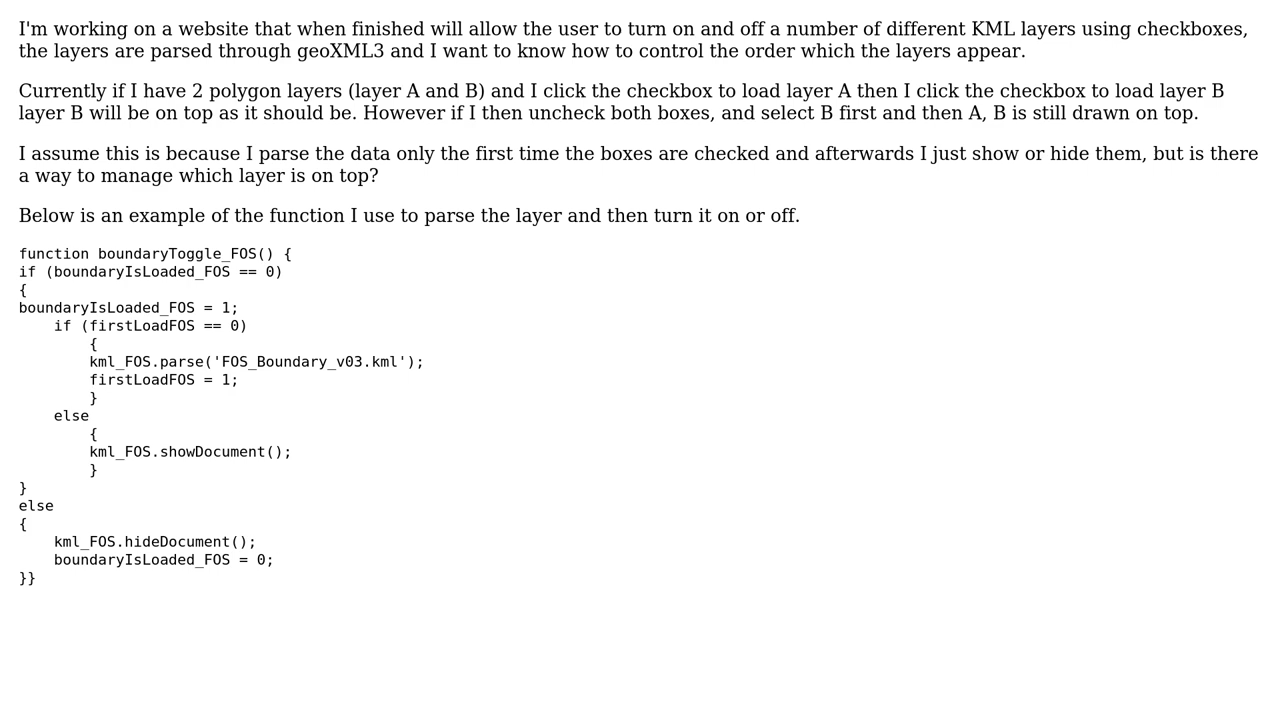 I'm working on a website that when finished will allow the user to turn on and off a number of different KML layers using checkboxes,
the layers are parsed through geoXML3 and I want to know how to control the order which the layers appear.
Currently if I have 2 polygon layers (layer A and B) and I click the checkbox to load layer A then I click the checkbox to load layer B
layer B will be on top as it should be. However if I then uncheck both boxes, and select B first and then A, B is still drawn on top.
I assume this is because I parse the data only the first time the boxes are checked and afterwards I just show or hide them, but is there
a way to manage which layer is on top?
Below is an example of the function I use to parse the layer and then turn it on or off.
function boundaryToggle_FOS() {
if (boundaryIsLoaded_FOS == 0)
{
boundaryIsLoaded_FOS = 1;
    if (firstLoadFOS == 0)
        {
        kml_FOS.parse('FOS_Boundary_v03.kml');
        firstLoadFOS = 1;
        }
    else
        {
        kml_FOS.showDocument();
        }
}
else
{
    kml_FOS.hideDocument();
    boundaryIsLoaded_FOS = 0;
}}